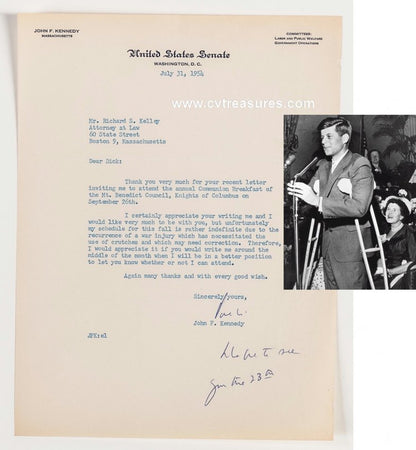 JOHN F. KENNEDY
MASSACHUSETTS
COMMITTEES:
LABOR AND PUBLIC WELFARE
GOVERNMENT OPERATIONS
United States Senate
WASHINGTON, D. C.
July 31, 1954
www.cvtreasures.com
Mr. Richard S. Kelley
Attorney at Law
60 State Street
Boston 9, Massachusetts
Dear Dick:
Thank you very much for your recent letter
inviting me to attend the annual Communion Breakfast of
the Mt. Benedict Council, Knights of Columbus on
September 26th.
I certainly appreciate your writing me and I
would like very much to be with you, but unfortunately
my schedule for this fall is rather indefinite due to the
recurrence of a war injury which has necessitated the
use of crutches and which may need correction. Therefore,
I would appreciate it if you would write me around the
middle of the month when I will be in a better position
to let you know whether or not I can attend.
Again many thanks and with every good wish.
Sincerely yours,
John F. Kennedy
JFK:el
Hope to see
you the 23th